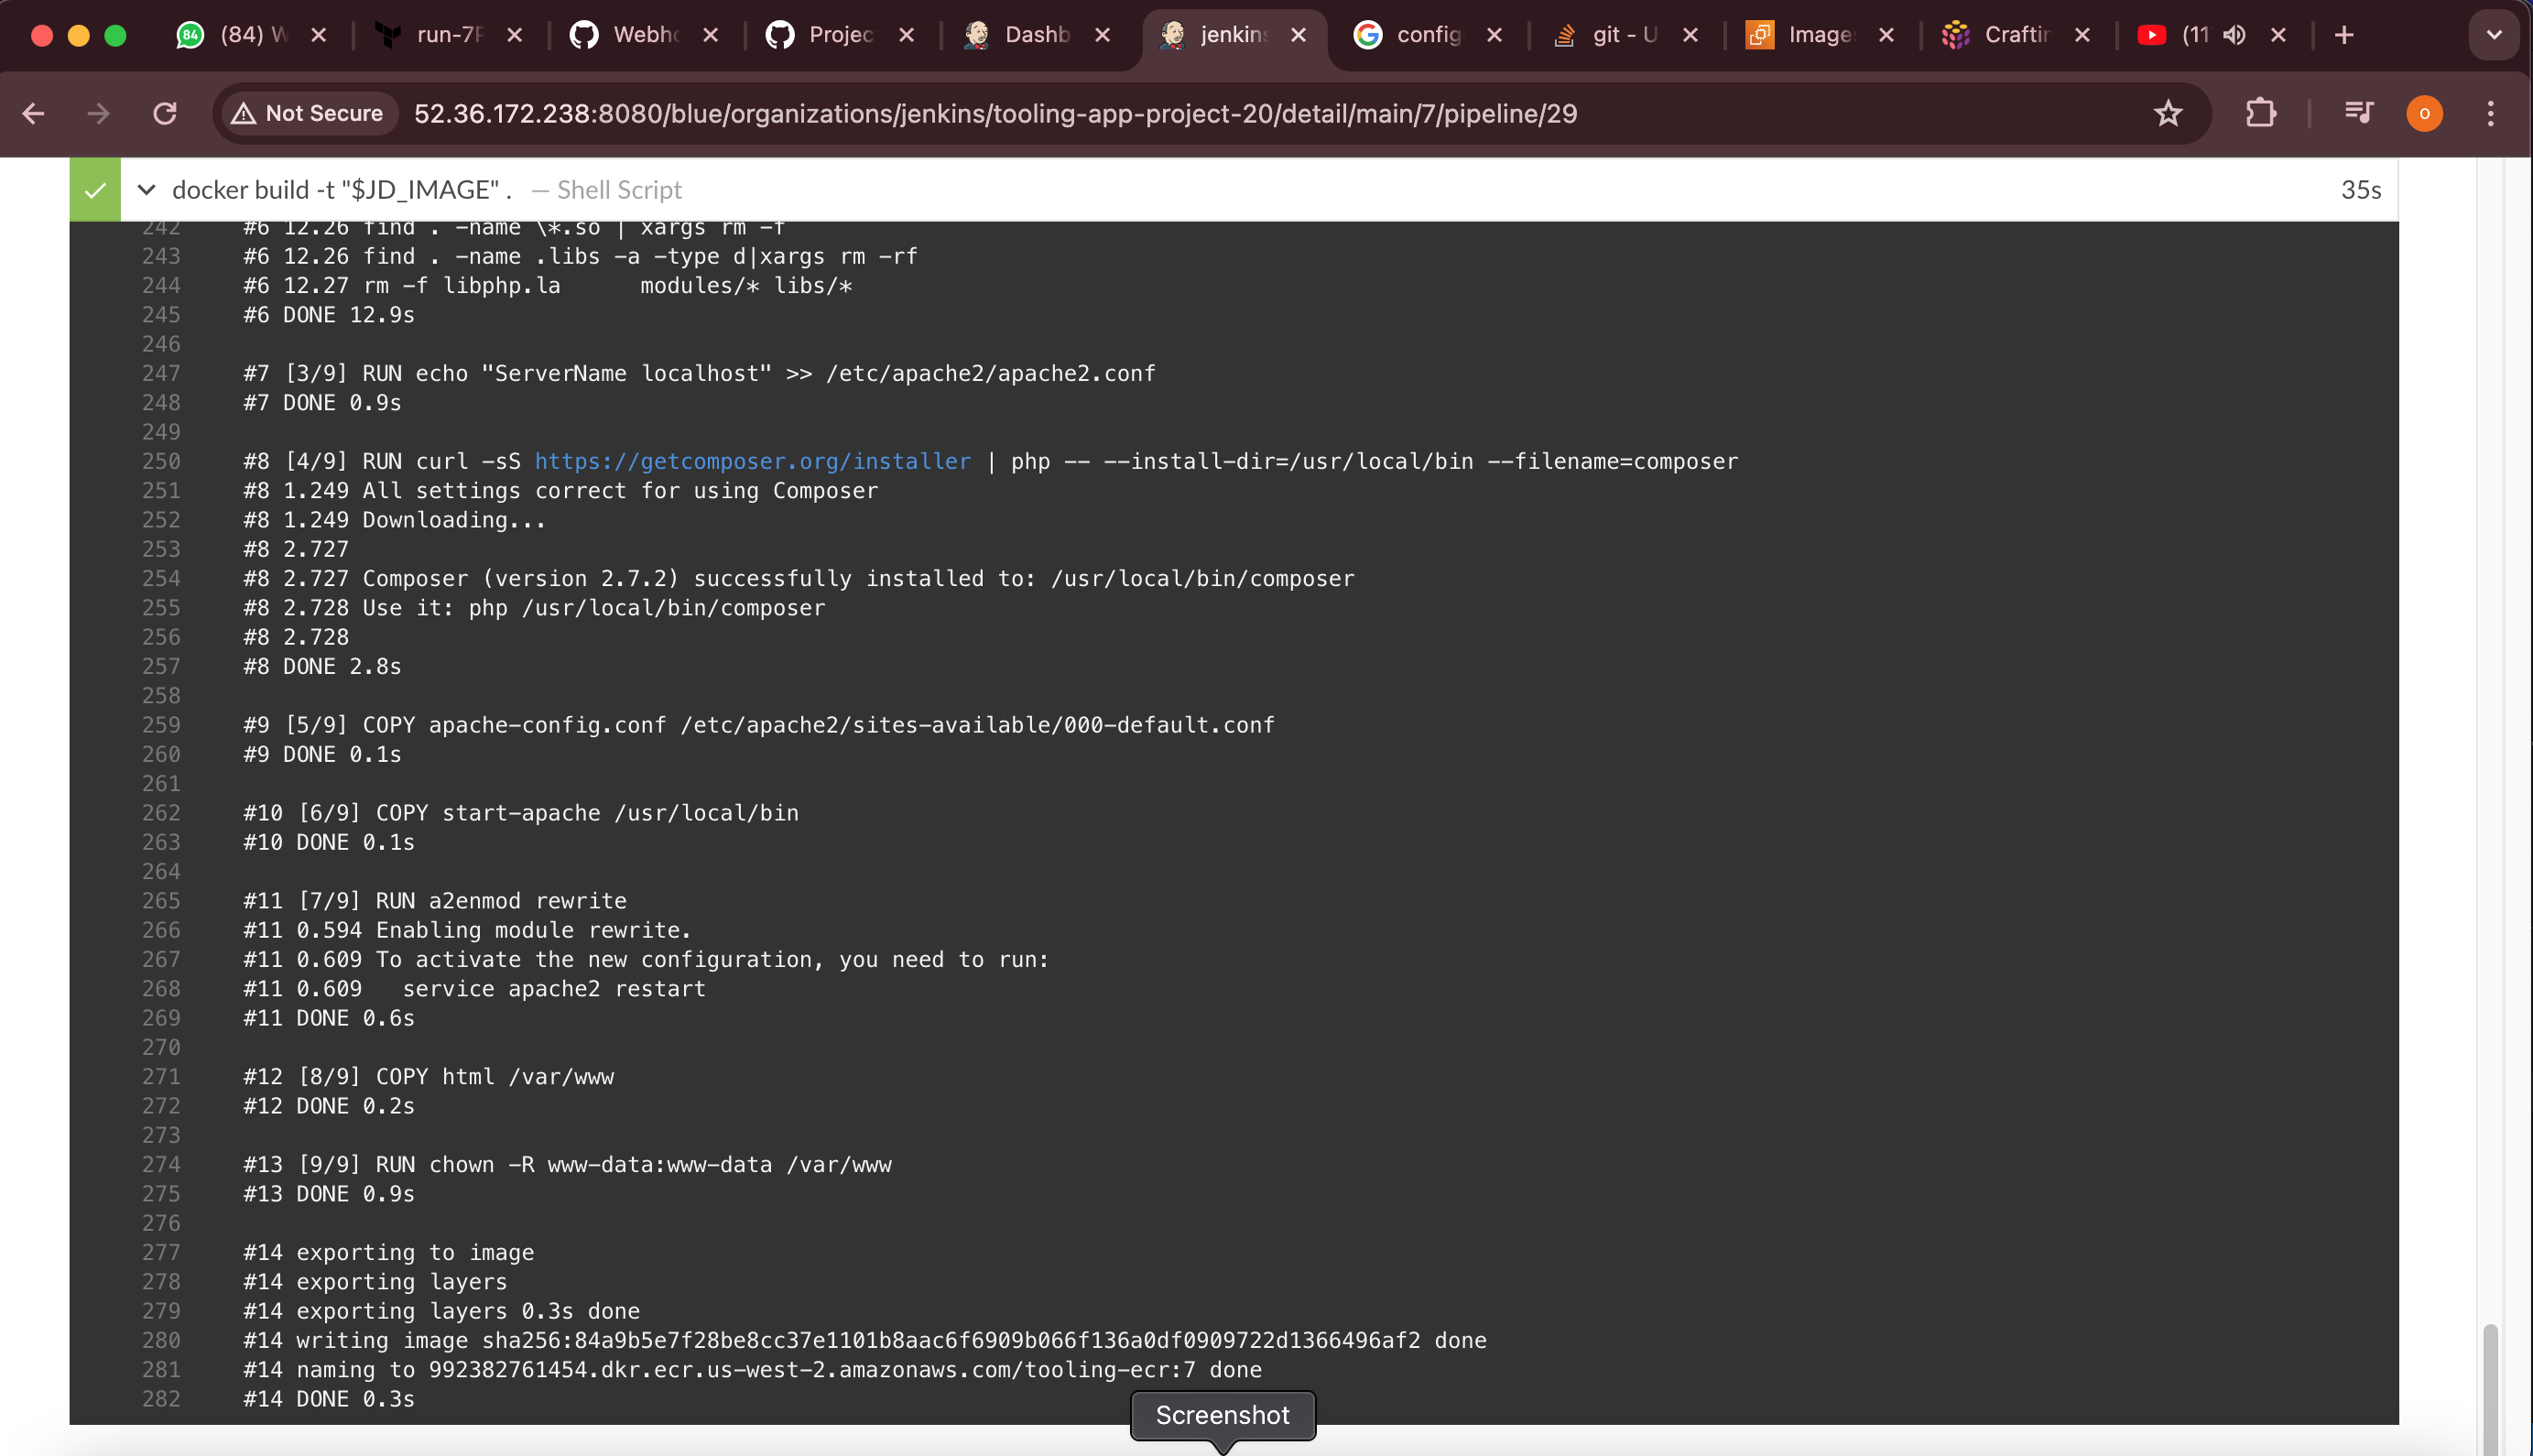 (84) W
run-7F
Webho
Projec
Dashb
jenkins
config
git - U
Image
Craftin
(11
Not Secure
52.36.172.238:8080/blue/organizations/jenkins/tooling-app-project-20/detail/main/7/pipeline/29
O
docker build -t "$JD_IMAGE" . — Shell Script 35s
242 #6 12.26 find . -name \*.so | xargs rm -f
243 #6 12.26 find . -name .libs -a -type d|xargs rm -rf
244 #6 12.27 rm -f libphp.la      modules/* libs/*
245 #6 DONE 12.9s
246
247 #7 [3/9] RUN echo "ServerName localhost" >> /etc/apache2/apache2.conf
248 #7 DONE 0.9s
249
250 #8 [4/9] RUN curl -sS https://getcomposer.org/installer | php -- --install-dir=/usr/local/bin --filename=composer
251 #8 1.249 All settings correct for using Composer
252 #8 1.249 Downloading...
253 #8 2.727
254 #8 2.727 Composer (version 2.7.2) successfully installed to: /usr/local/bin/composer
255 #8 2.728 Use it: php /usr/local/bin/composer
256 #8 2.728
257 #8 DONE 2.8s
258
259 #9 [5/9] COPY apache-config.conf /etc/apache2/sites-available/000-default.conf
260 #9 DONE 0.1s
261
262 #10 [6/9] COPY start-apache /usr/local/bin
263 #10 DONE 0.1s
264
265 #11 [7/9] RUN a2enmod rewrite
266 #11 0.594 Enabling module rewrite.
267 #11 0.609 To activate the new configuration, you need to run:
268 #11 0.609   service apache2 restart
269 #11 DONE 0.6s
270
271 #12 [8/9] COPY html /var/www
272 #12 DONE 0.2s
273
274 #13 [9/9] RUN chown -R www-data:www-data /var/www
275 #13 DONE 0.9s
276
277 #14 exporting to image
278 #14 exporting layers
279 #14 exporting layers 0.3s done
280 #14 writing image sha256:84a9b5e7f28be8cc37e1101b8aac6f6909b066f136a0df0909722d1366496af2 done
281 #14 naming to 992382761454.dkr.ecr.us-west-2.amazonaws.com/tooling-ecr:7 done
282 #14 DONE 0.3s
Screenshot